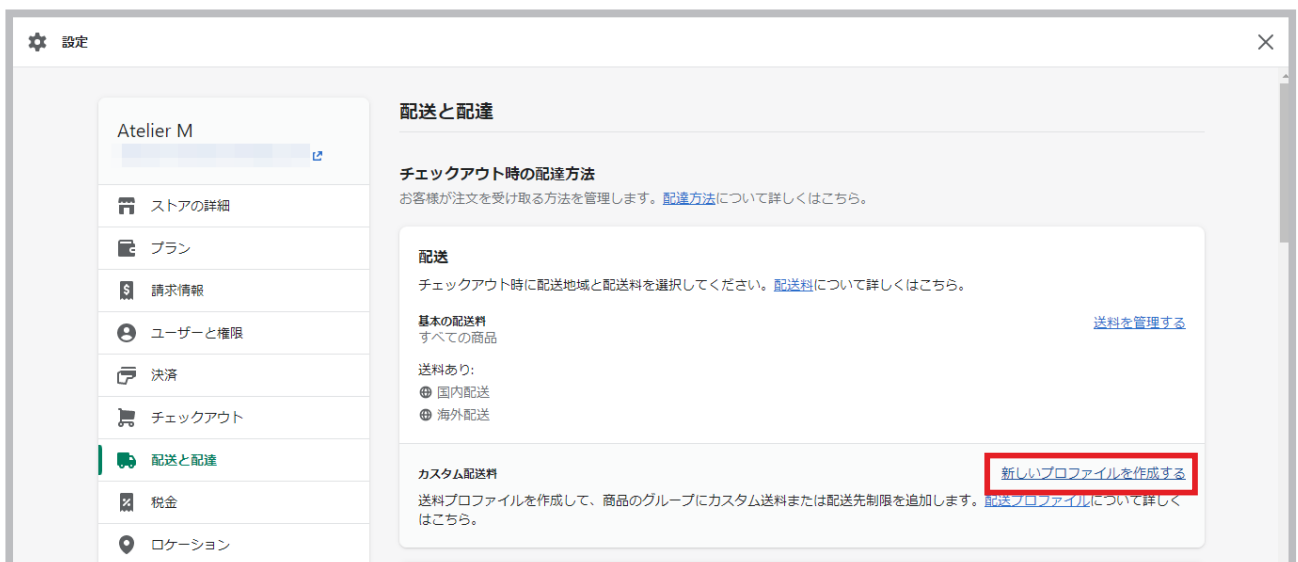 設定
Atelier M
ストアの詳細
プラン
請求情報
ユーザーと権限
決済
チェックアウト
配送と配達
税金
ロケーション
配送と配達
チェックアウト時の配達方法
お客様が注文を受け取る方法を管理します。配達方法について詳しくはこちら。
配送
チェックアウト時に配送地域と配送料を選択してください。配送料について詳しくはこちら。
基本の配送料
送料を管理する
すべての商品
送料あり:
国内配送
海外配送
カスタム配送料
新しいプロファイルを作成する
送料プロファイルを作成して、商品のグループにカスタム送料または配送先制限を追加します。配送プロファイルについて詳しく
はこちら。